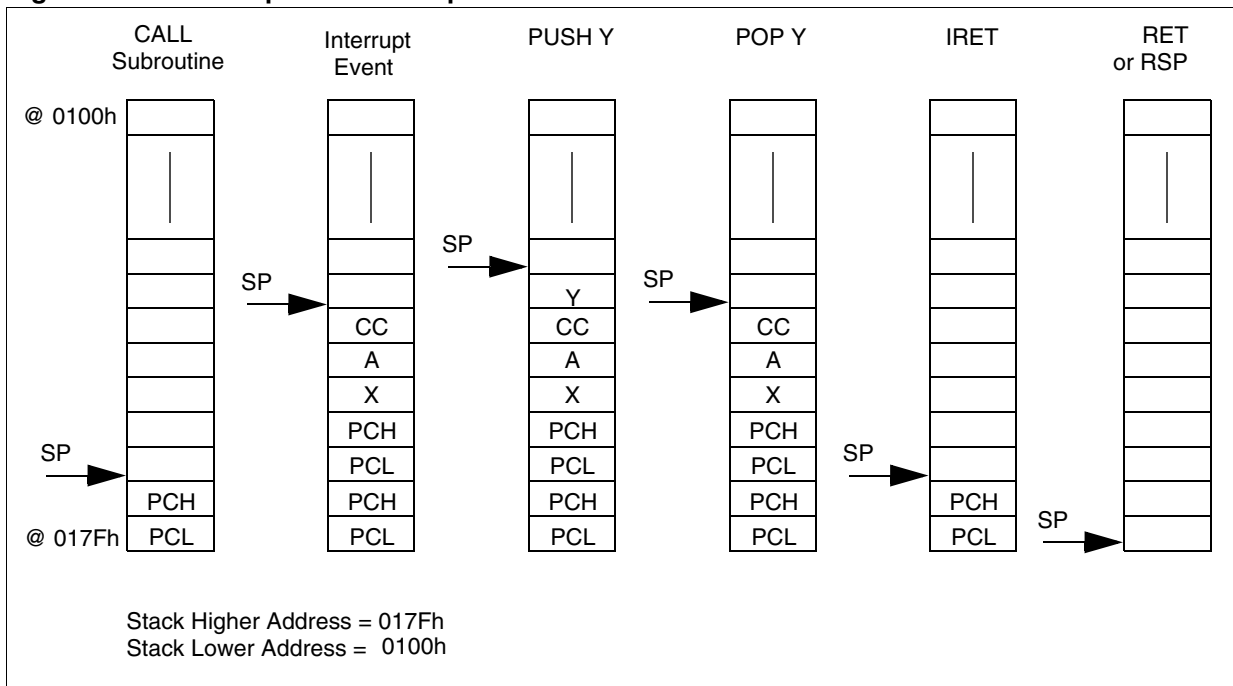 CALL
Subroutine
Interrupt
Event
PUSH Y
POP Y
IRET
RET
or RSP
@ 0100h
SP
SP
SP
Y
CC
CC
CC
A
A
A
X
X
X
PCH
PCH
PCH
SP
SP
PCL
PCL
PCL
PCH
PCH
PCH
PCH
PCH
SP
@ 017Fh
PCL
PCL
PCL
PCL
PCL
Stack Higher Address = 017Fh
Stack Lower Address = 0100h